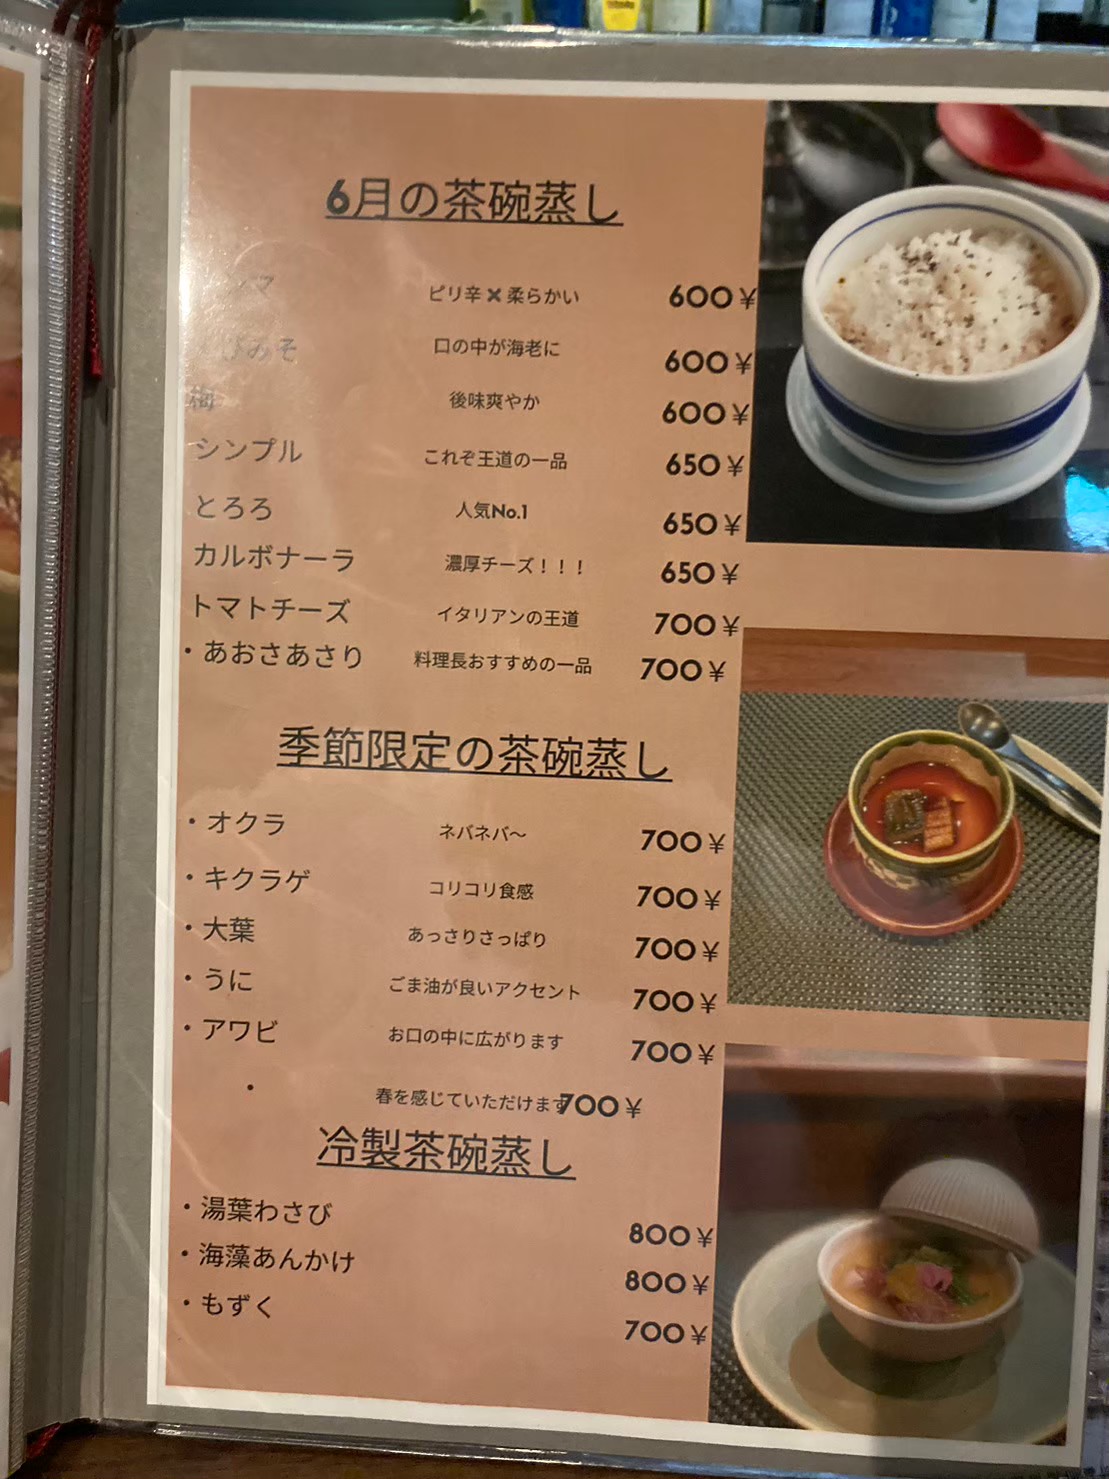 6月の茶碗蒸し
ピリ辛✖柔らかい 600￥
えびみそ 口の中が海老に 600￥
梅 後味爽やか 600￥
シンプル これぞ王道の一品 650￥
とろろ 人気No.1 650￥
カルボナーラ 濃厚チーズ！！！ 650￥
トマトチーズ イタリアンの王道 700￥
・あおさあさり 料理長おすすめの一品 700￥
季節限定の茶碗蒸し
・オクラ ネバネバ～ 700￥
・キクラゲ コリコリ食感 700￥
・大葉 あっさりさっぱり 700￥
・うに ごま油が良いアクセント 700￥
・アワビ お口の中に広がります 700￥
・ 春を感じていただけます 700￥
冷製茶碗蒸し
・湯葉わさび 800￥
・海藻あんかけ 800￥
・もずく 700￥